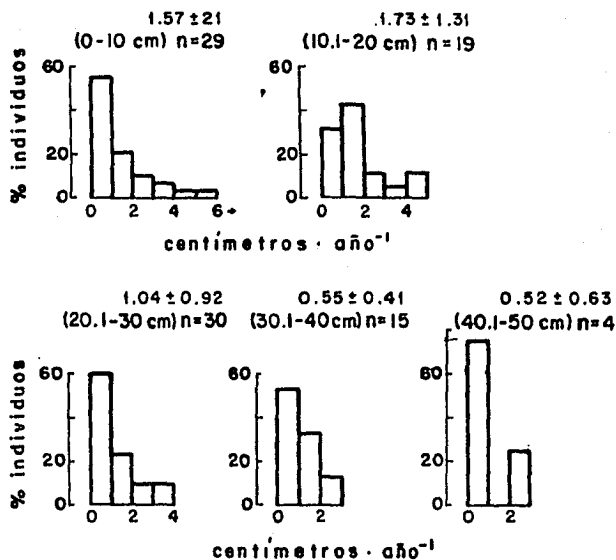 1.57 ± 21
(0-10 cm) n=29
.1.73 ± 1.31
(10.1-20 cm) n=19
% individuos
60
20
0
0 2 4 6 +
60
20
0
0 2 4
centímetros · año⁻¹
1.04 ± 0.92
(20.1-30 cm) n=30
0.55 ± 0.41
(30.1-40 cm) n=15
0.52 ± 0.63
(40.1-50 cm) n=4
% individuos
60
20
0
0 2 4
60
20
0
0 2
60
20
0
0 2
centímetros · año⁻¹